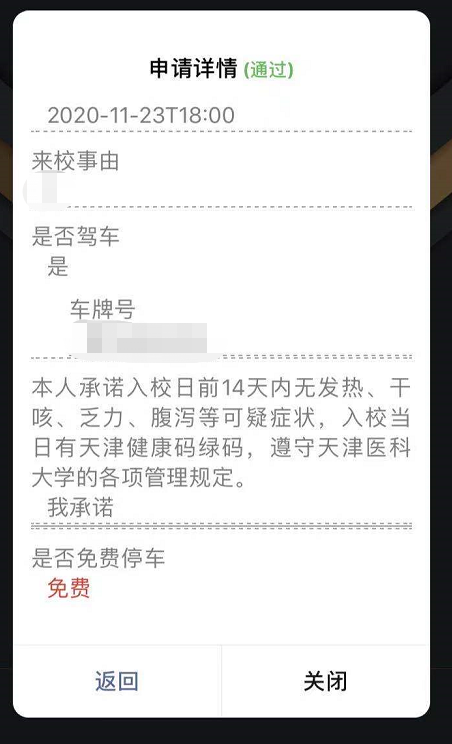 申请详情 (通过)
2020-11-23T18:00
来校事由
是否驾车
是
车牌号
本人承诺入校日前14天内无发热、干
咳、乏力、腹泻等可疑症状，入校当
日有天津健康码绿码，遵守天津医科
大学的各项管理规定。
我承诺
是否免费停车
免费
返回
关闭